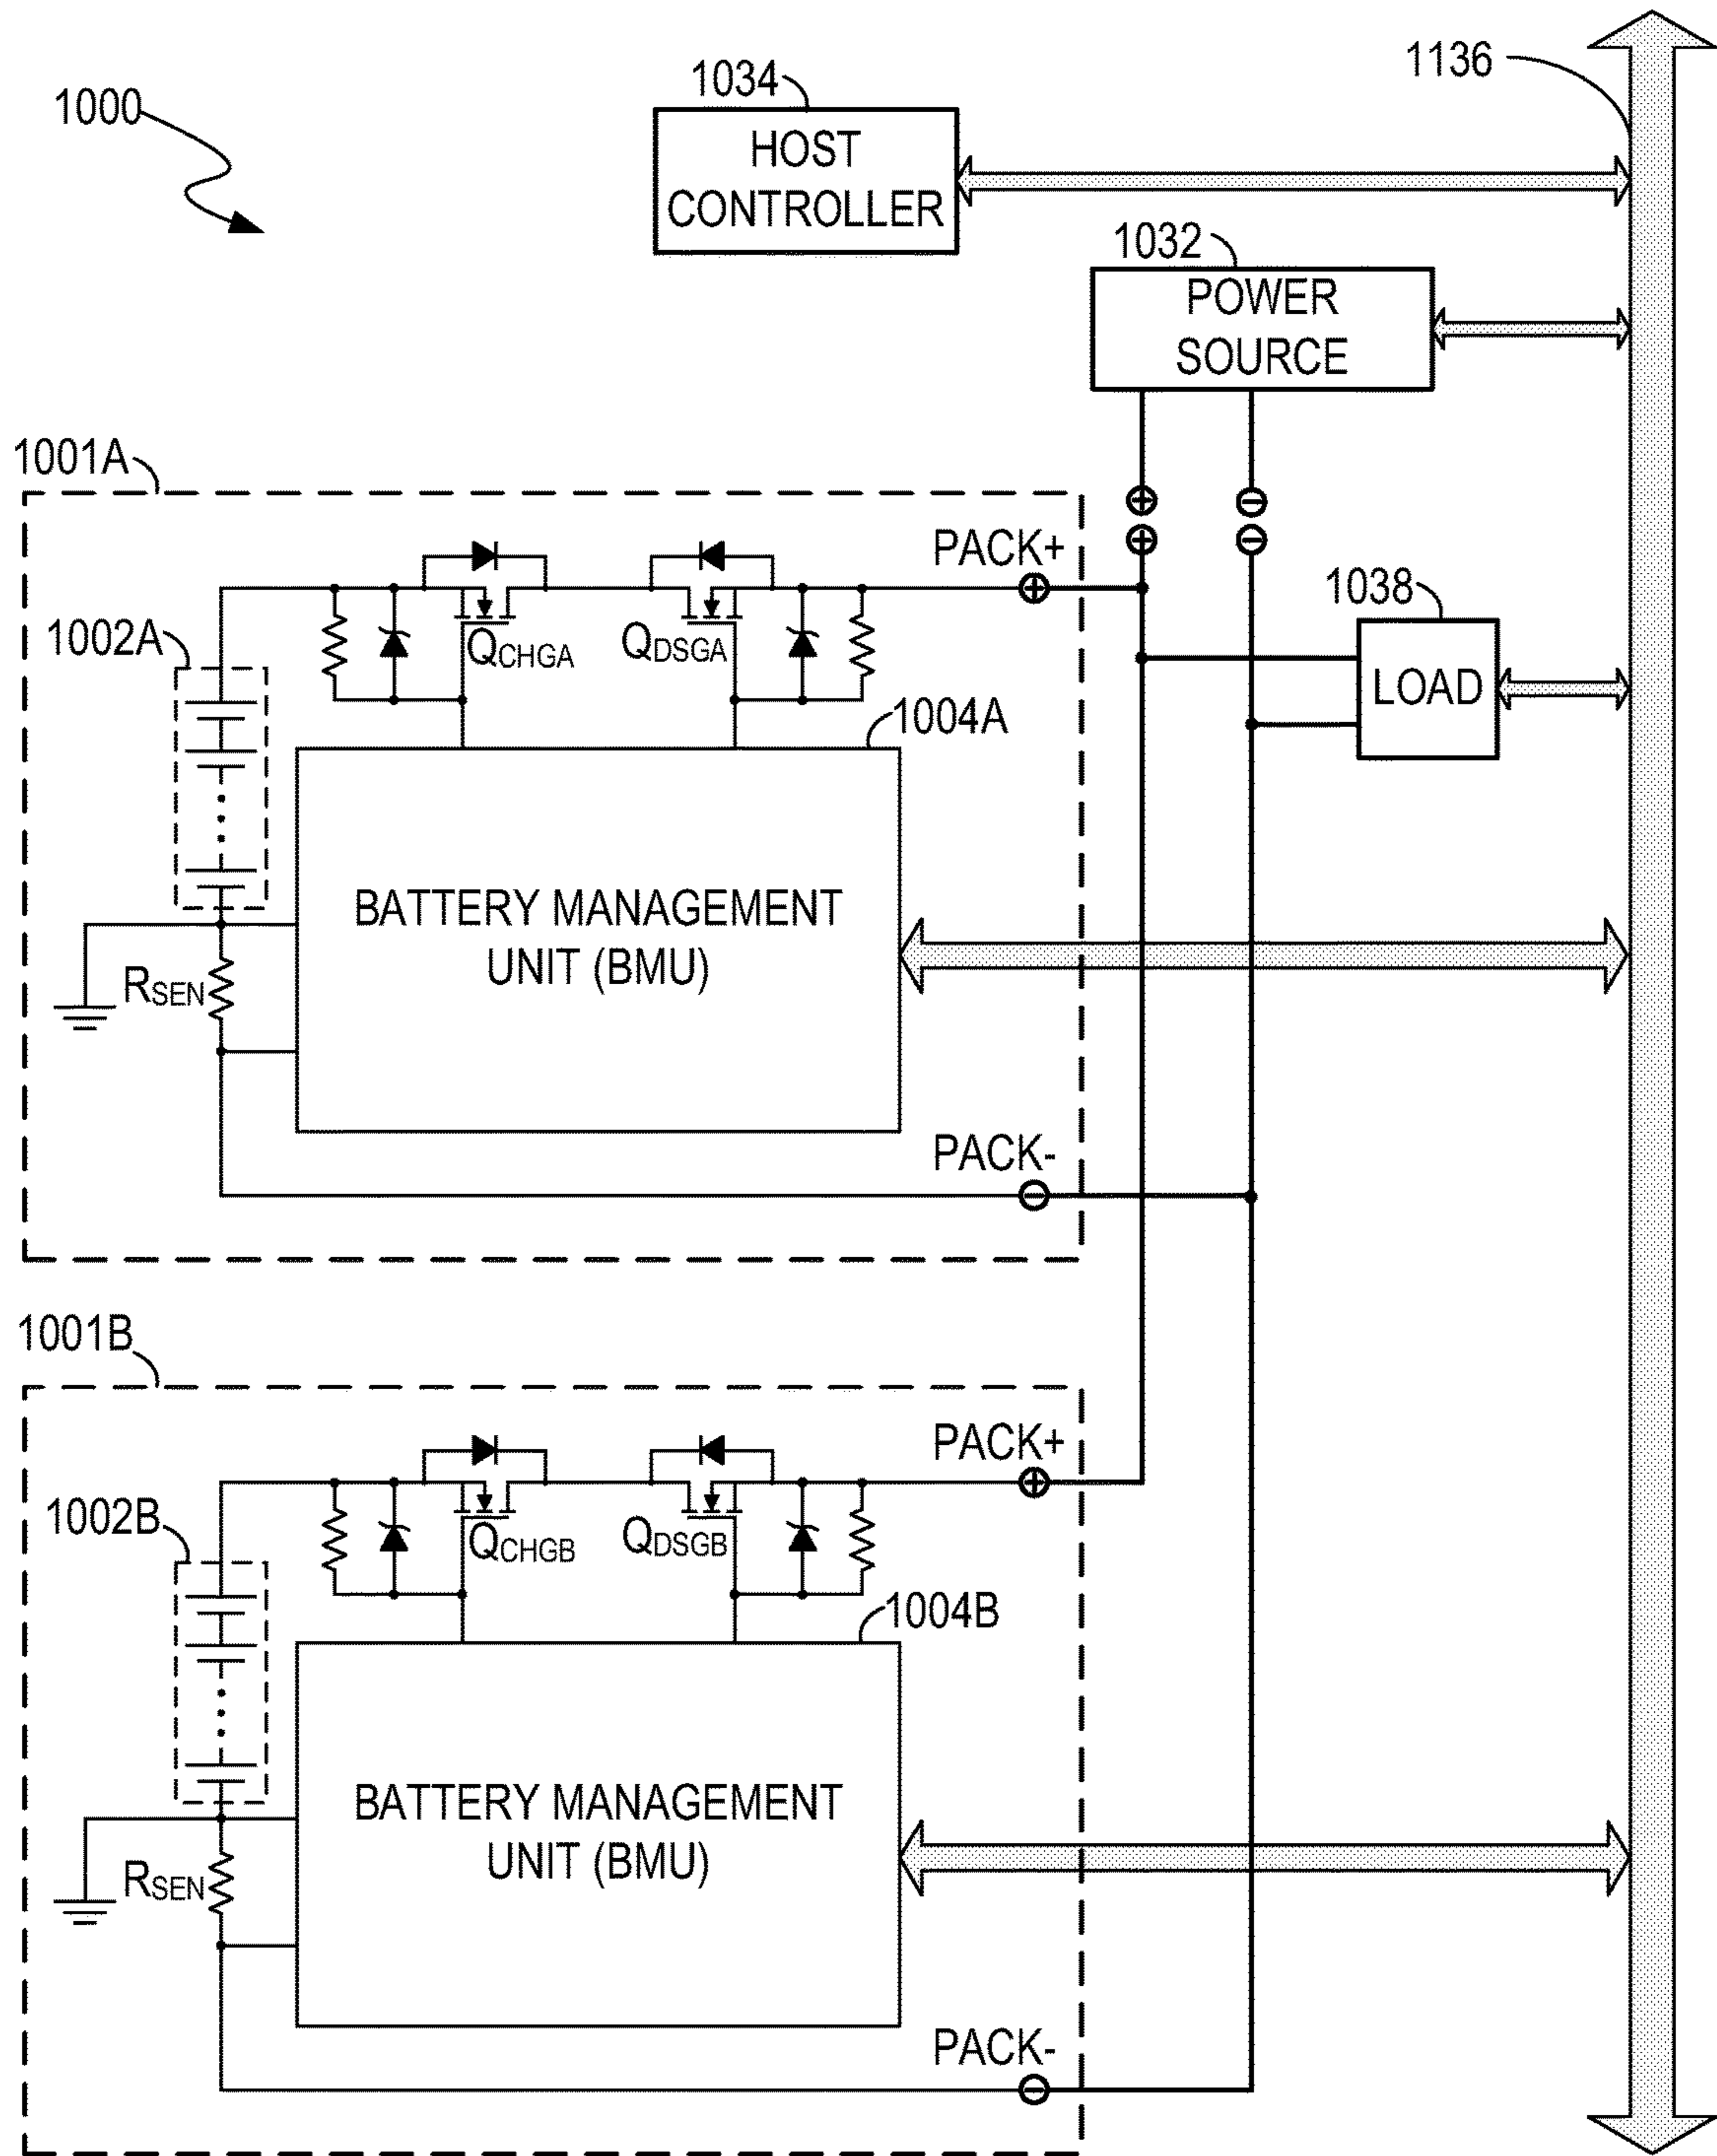 1136
1034
1000
HOST
CONTROLLER
1032
POWER
SOURCE
1001A
PACK+
1038
1002A
QCHGA
QDSGA
LOAD
1004A
BATTERY MANAGEMENT
UNIT (BMU)
RSEN
PACK-
1001B
PACK+
1002B
QCHGB
QDSGB
1004B
BATTERY MANAGEMENT
UNIT (BMU)
RSEN
PACK-